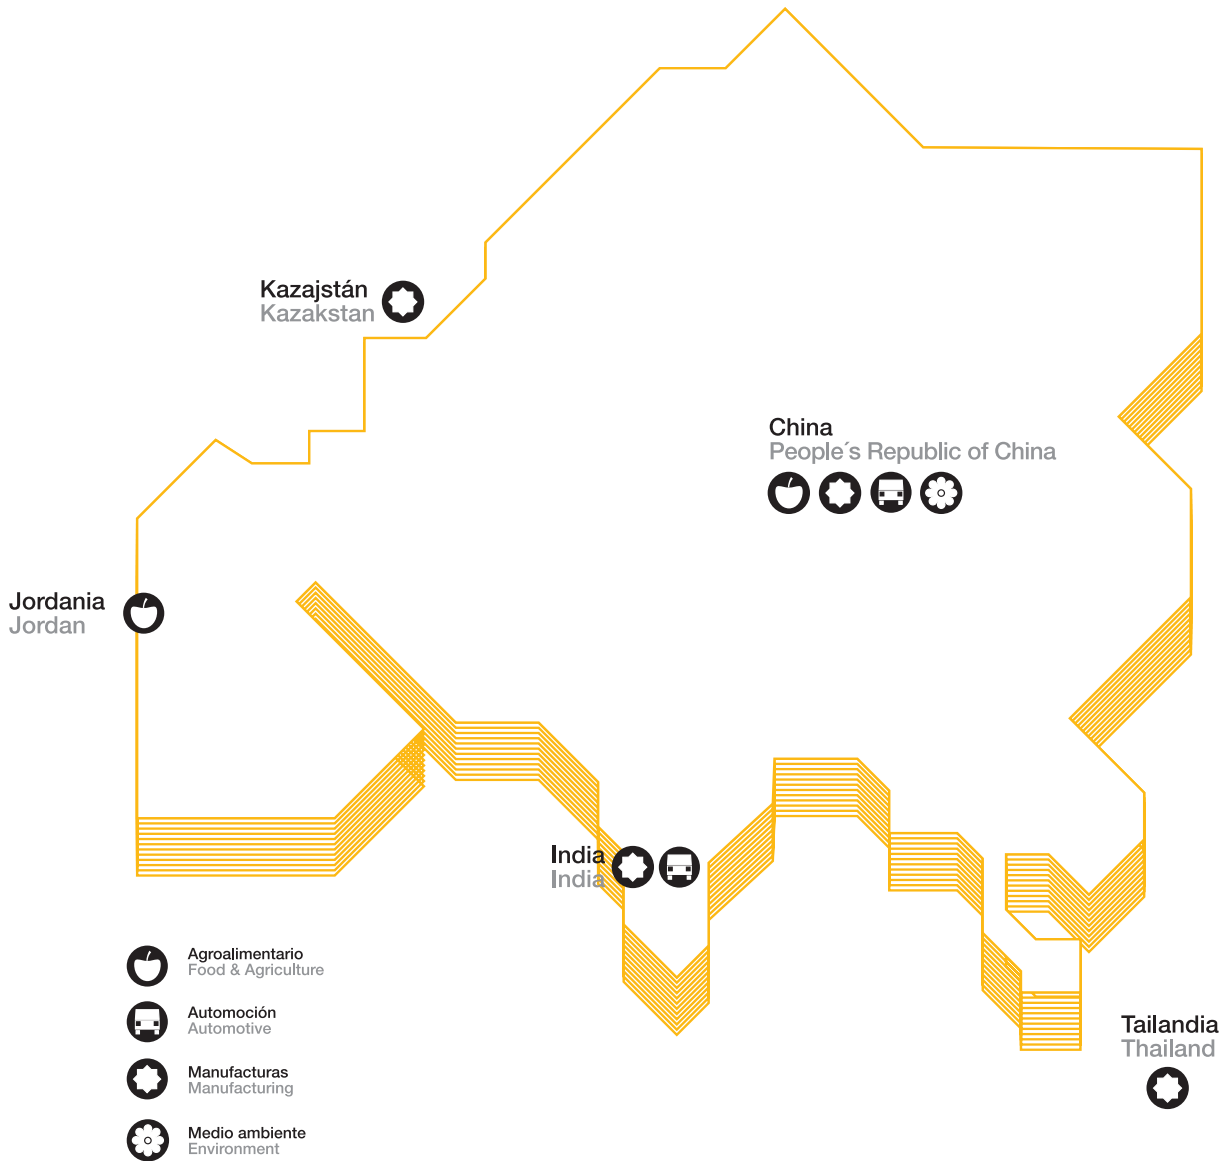 Kazajstán
Kazakstan
China
People´s Republic of China
Jordania
Jordan
India
India
Agroalimentario
Food & Agriculture
Automoción
Automotive
Tailandia
Thailand
Manufacturas
Manufacturing
Medio ambiente
Environment